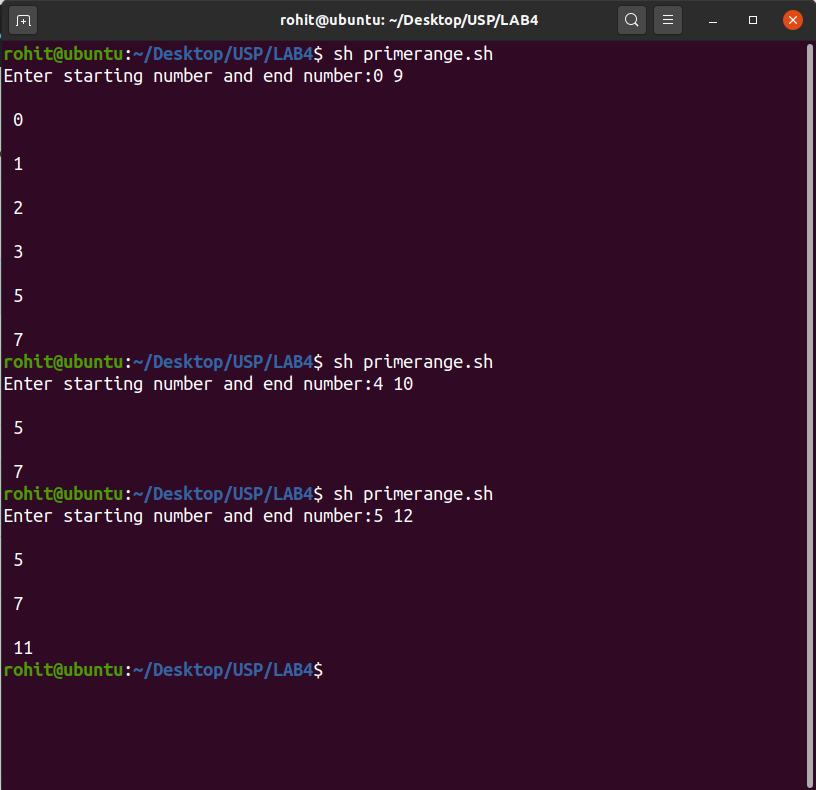 rohit@ubuntu: ~/Desktop/USP/LAB4
rohit@ubuntu:~/Desktop/USP/LAB4$ sh primerange.sh
Enter starting number and end number:0 9
0
1
2
3
5
7
rohit@ubuntu:~/Desktop/USP/LAB4$ sh primerange.sh
Enter starting number and end number:4 10
5
7
rohit@ubuntu:~/Desktop/USP/LAB4$ sh primerange.sh
Enter starting number and end number:5 12
5
7
11
rohit@ubuntu:~/Desktop/USP/LAB4$